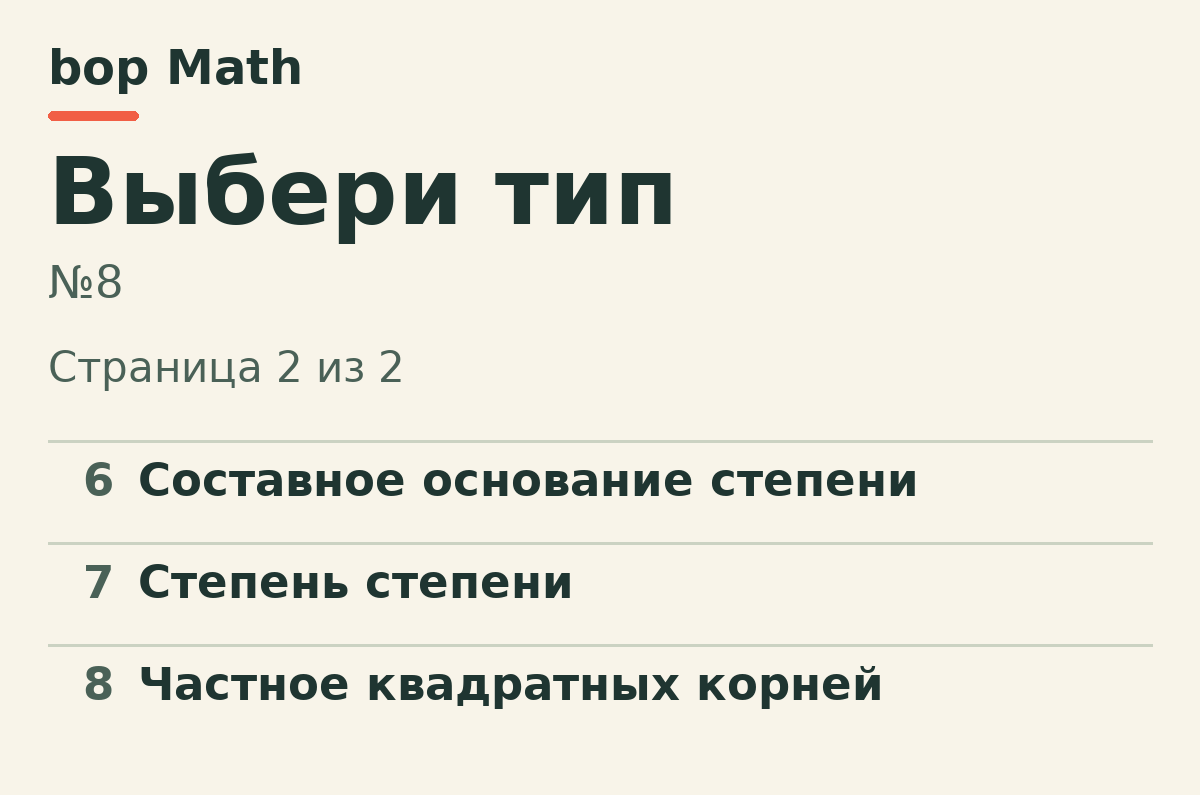 bop Math
Выбери тип
№8
Страница 2 из 2
6 Составное основание степени
7 Степень степени
8 Частное квадратных корней